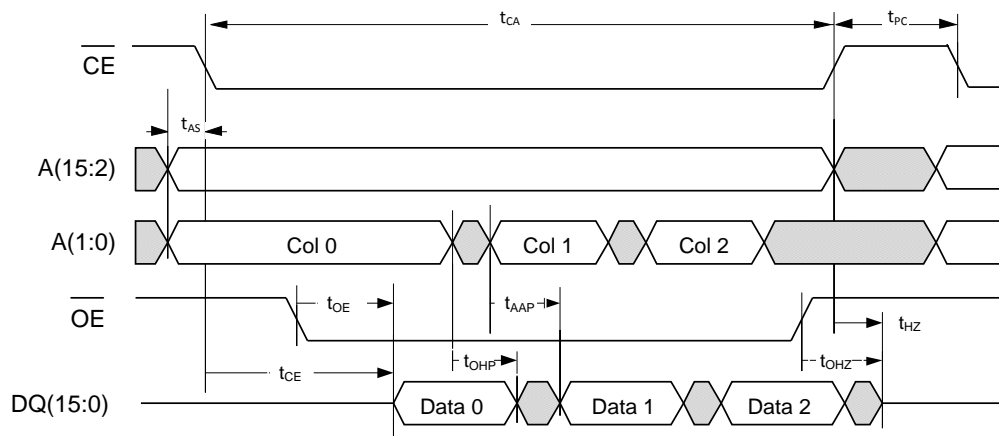 tCA tPC
CE
tAS
A(15:2)
A(1:0) Col 0 Col 1 Col 2
OE tOE tAAP tHZ
tCE tOHP tOHZ
DQ(15:0) Data 0 Data 1 Data 2